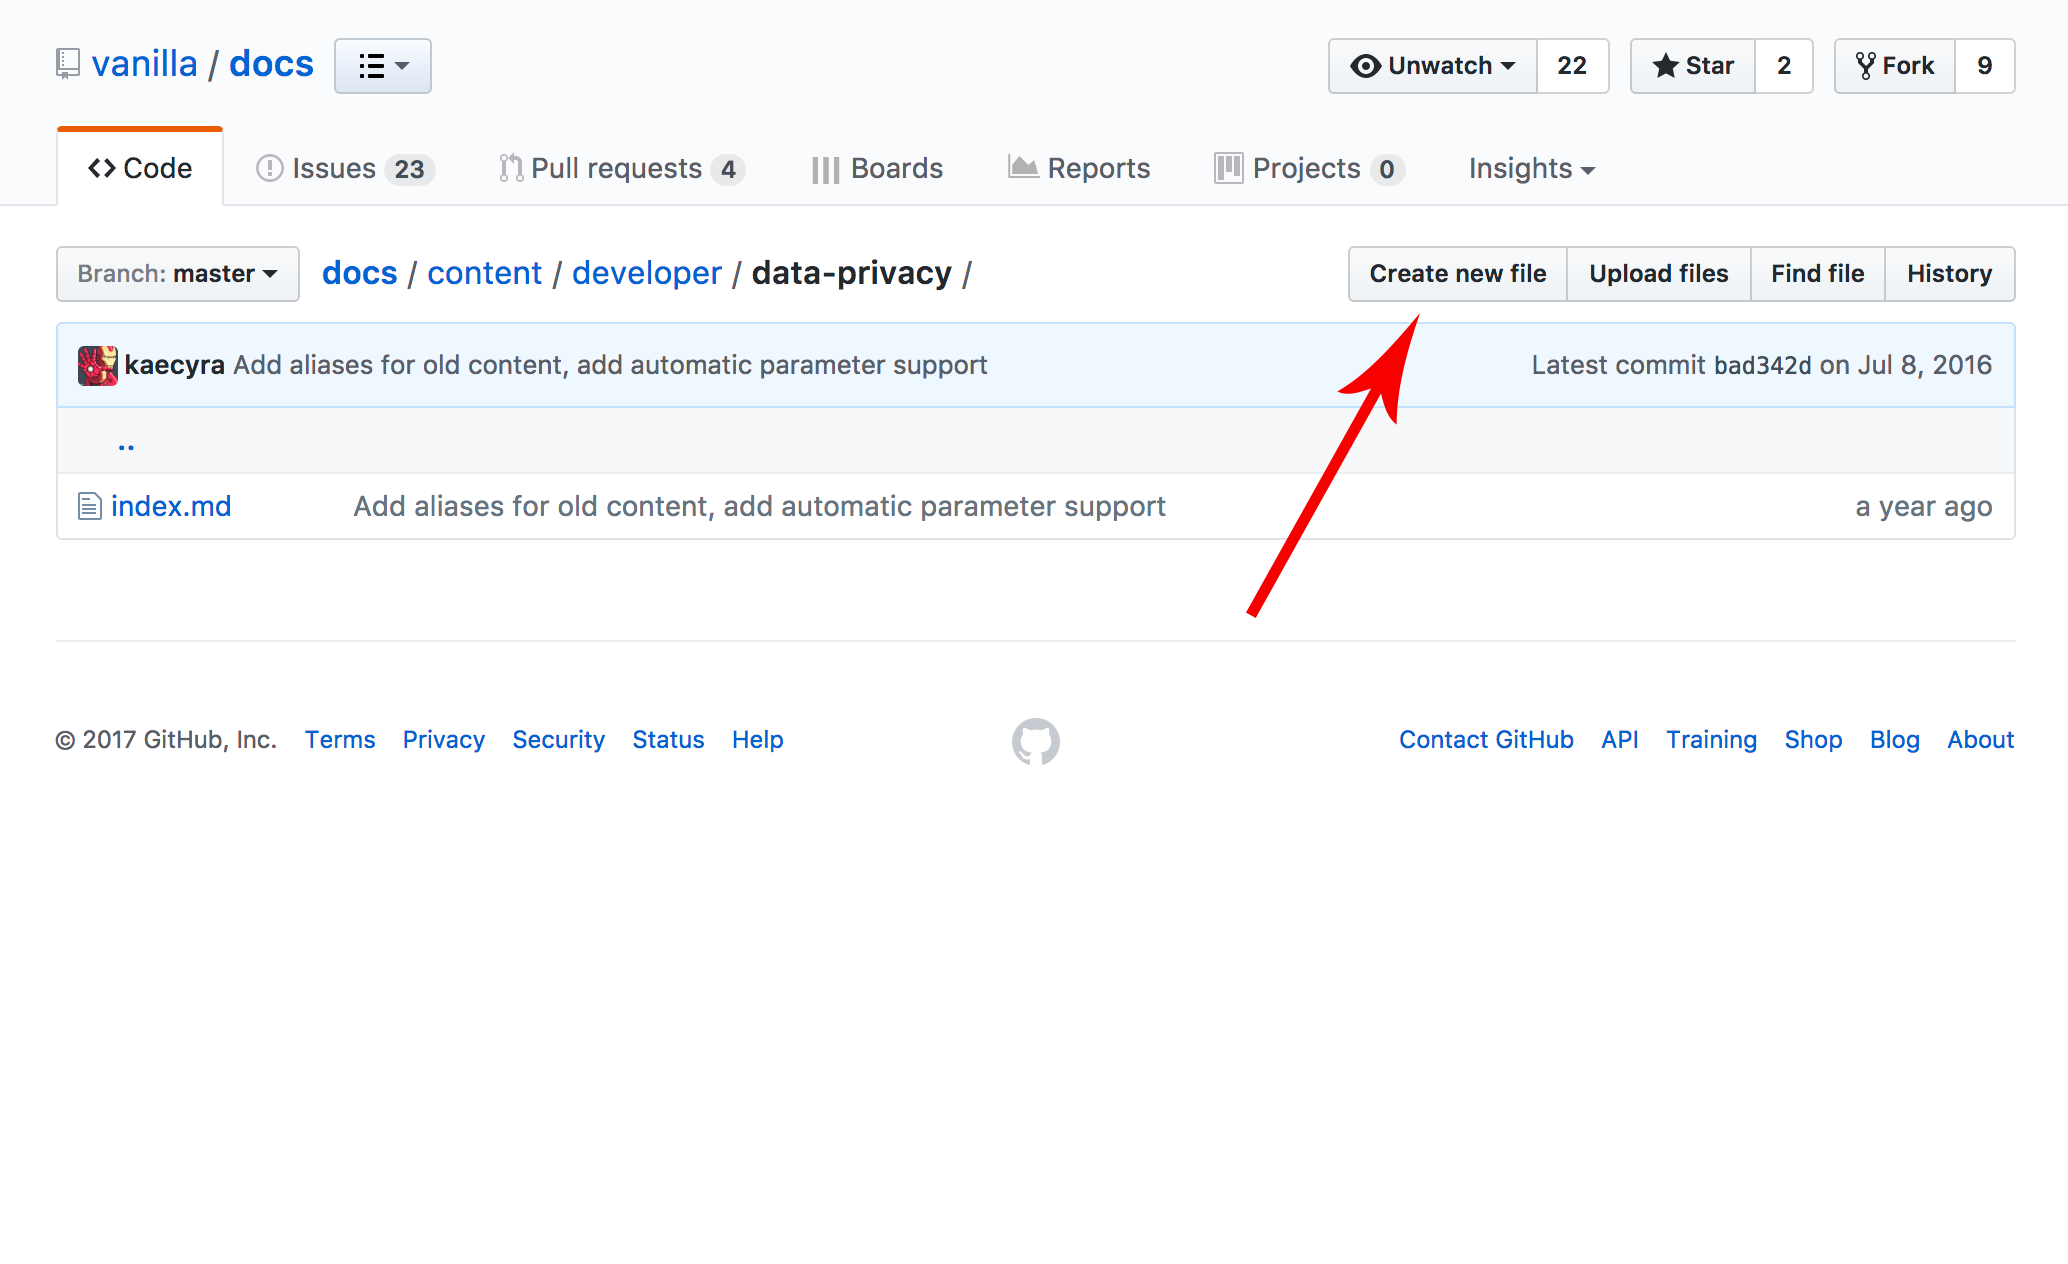 vanilla / docs
Unwatch 22 Star 2 Fork 9
Code Issues 23 Pull requests 4 Boards Reports Projects 0 Insights
Branch: master docs / content / developer / data-privacy / Create new file Upload files Find file History
kaecyra Add aliases for old content, add automatic parameter support Latest commit bad342d on Jul 8, 2016
..
index.md Add aliases for old content, add automatic parameter support a year ago
© 2017 GitHub, Inc. Terms Privacy Security Status Help Contact GitHub API Training Shop Blog About